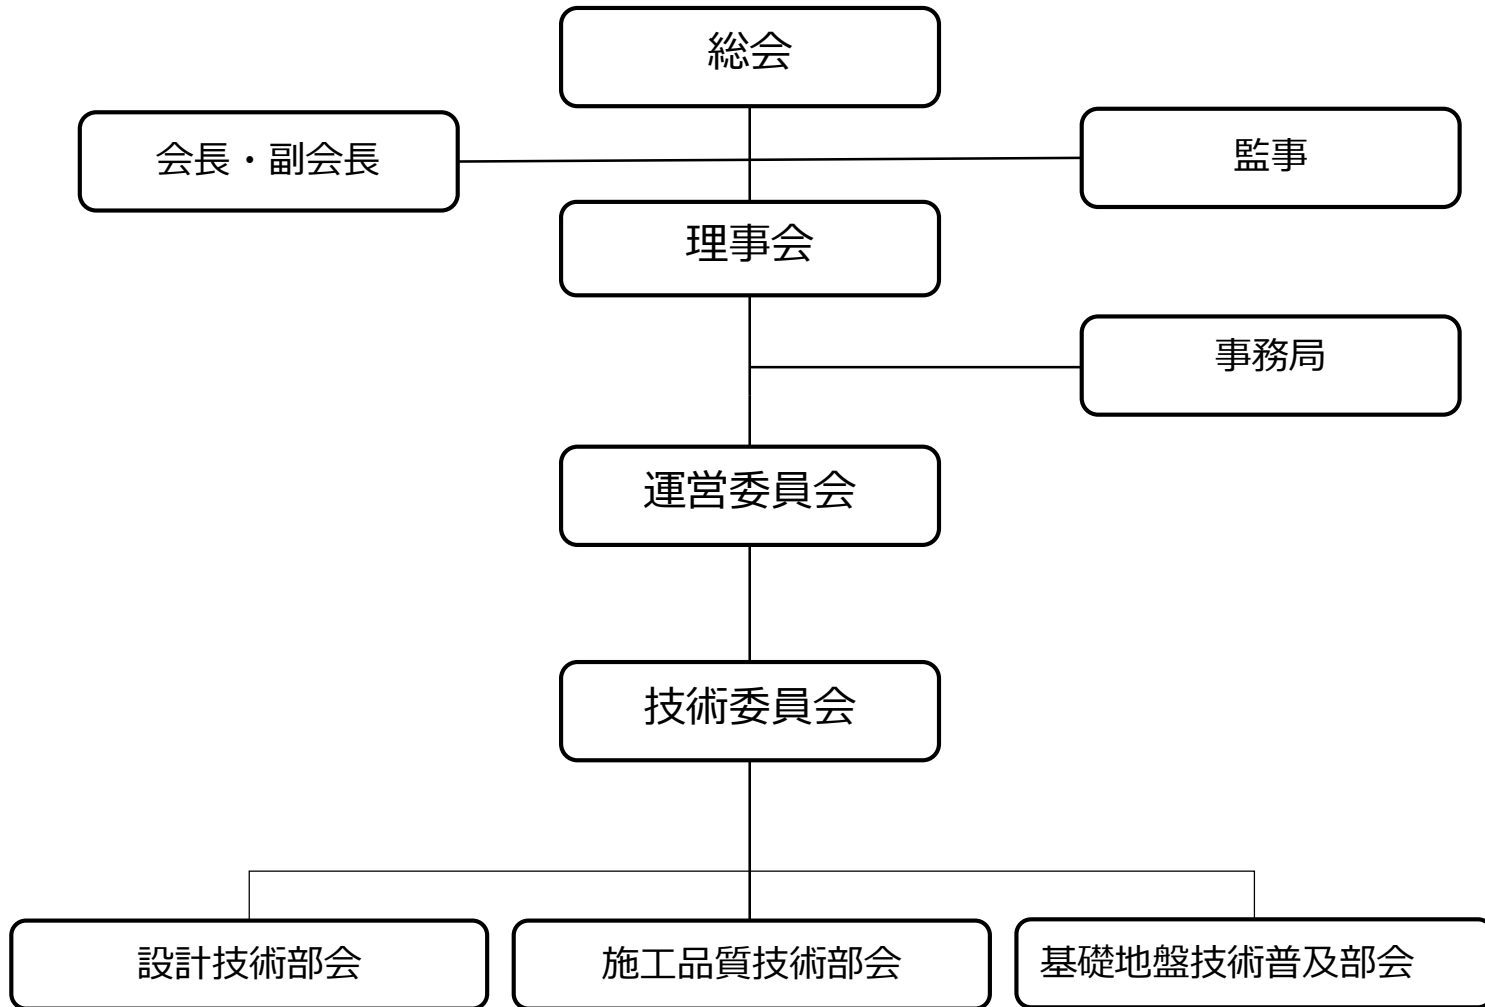 総会
会長・副会長
監事
理事会
事務局
運営委員会
技術委員会
設計技術部会
施工品質技術部会
基礎地盤技術普及部会